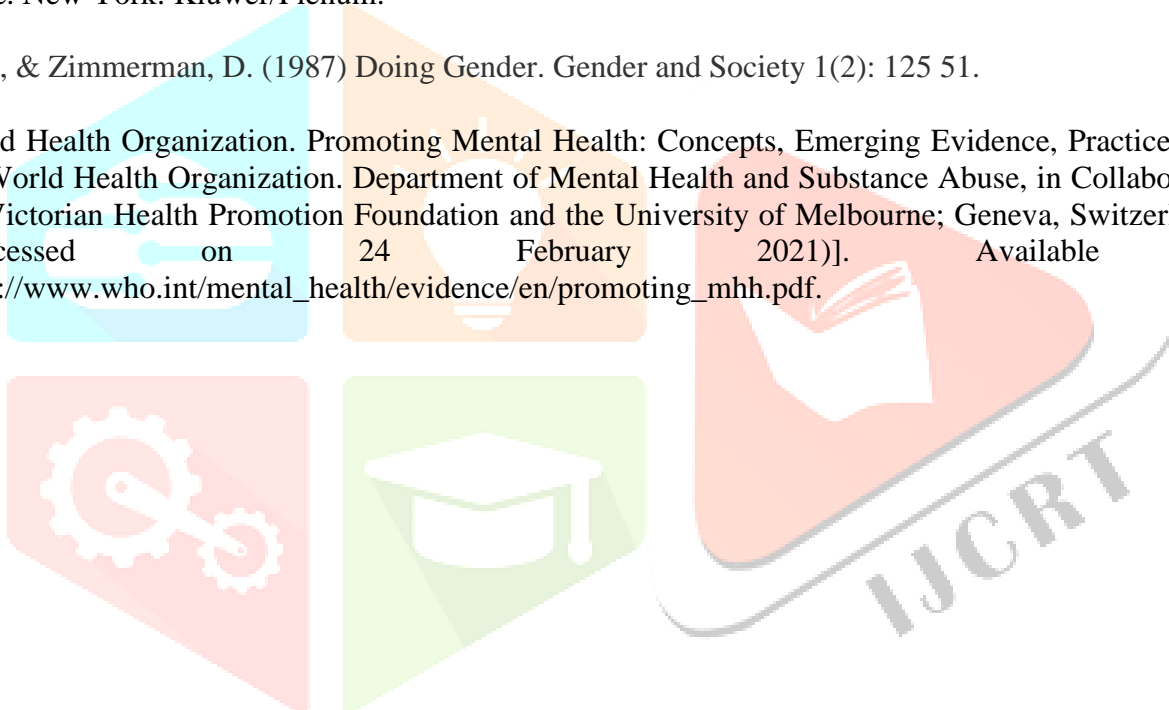 New York: Kluwer/Plenum.
, & Zimmerman, D. (1987) Doing Gender. Gender and Society 1(2): 125 51.
d Health Organization. Promoting Mental Health: Concepts, Emerging Evidence, Practice
World Health Organization. Department of Mental Health and Substance Abuse, in Collabo
Victorian Health Promotion Foundation and the University of Melbourne; Geneva, Switzer
cessed on 24 February 2021)]. Available
://www.who.int/mental_health/evidence/en/promoting_mhh.pdf.
IJCRT